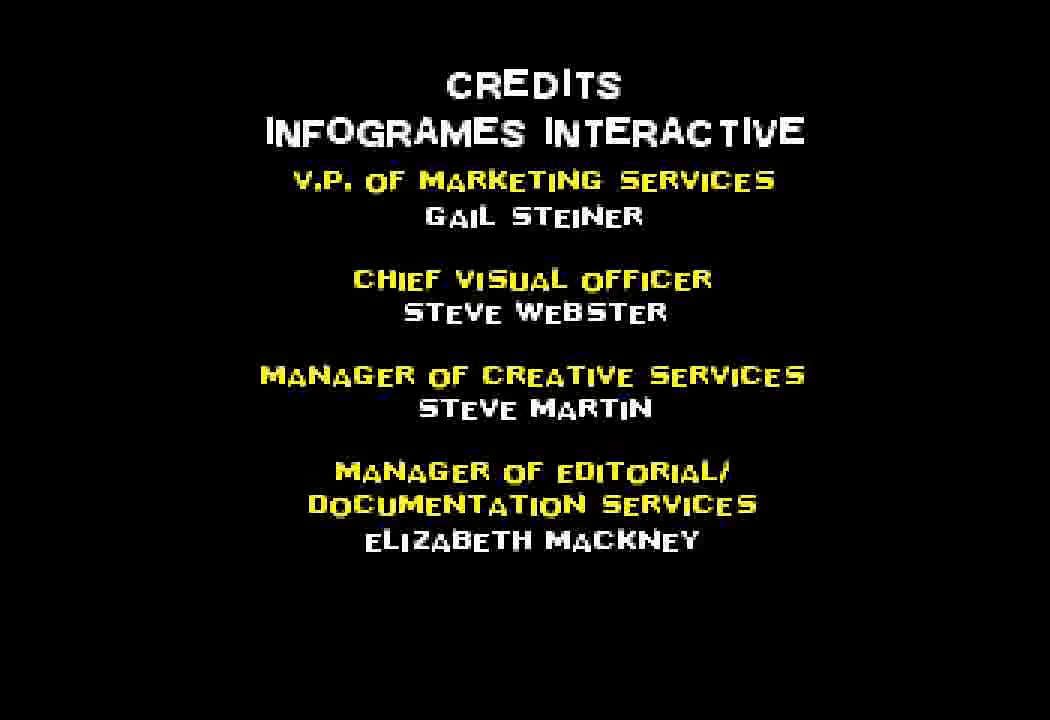 CREDITS
INFOGRAMES INTERACTIVE
V.P. OF MARKETING SERVICES
GAIL STEINER
CHIEF VISUAL OFFICER
STEVE WEBSTER
MANAGER OF CREATIVE SERVICES
STEVE MARTIN
MANAGER OF EDITORIAL/
DOCUMENTATION SERVICES
ELIZABETH MACKNEY